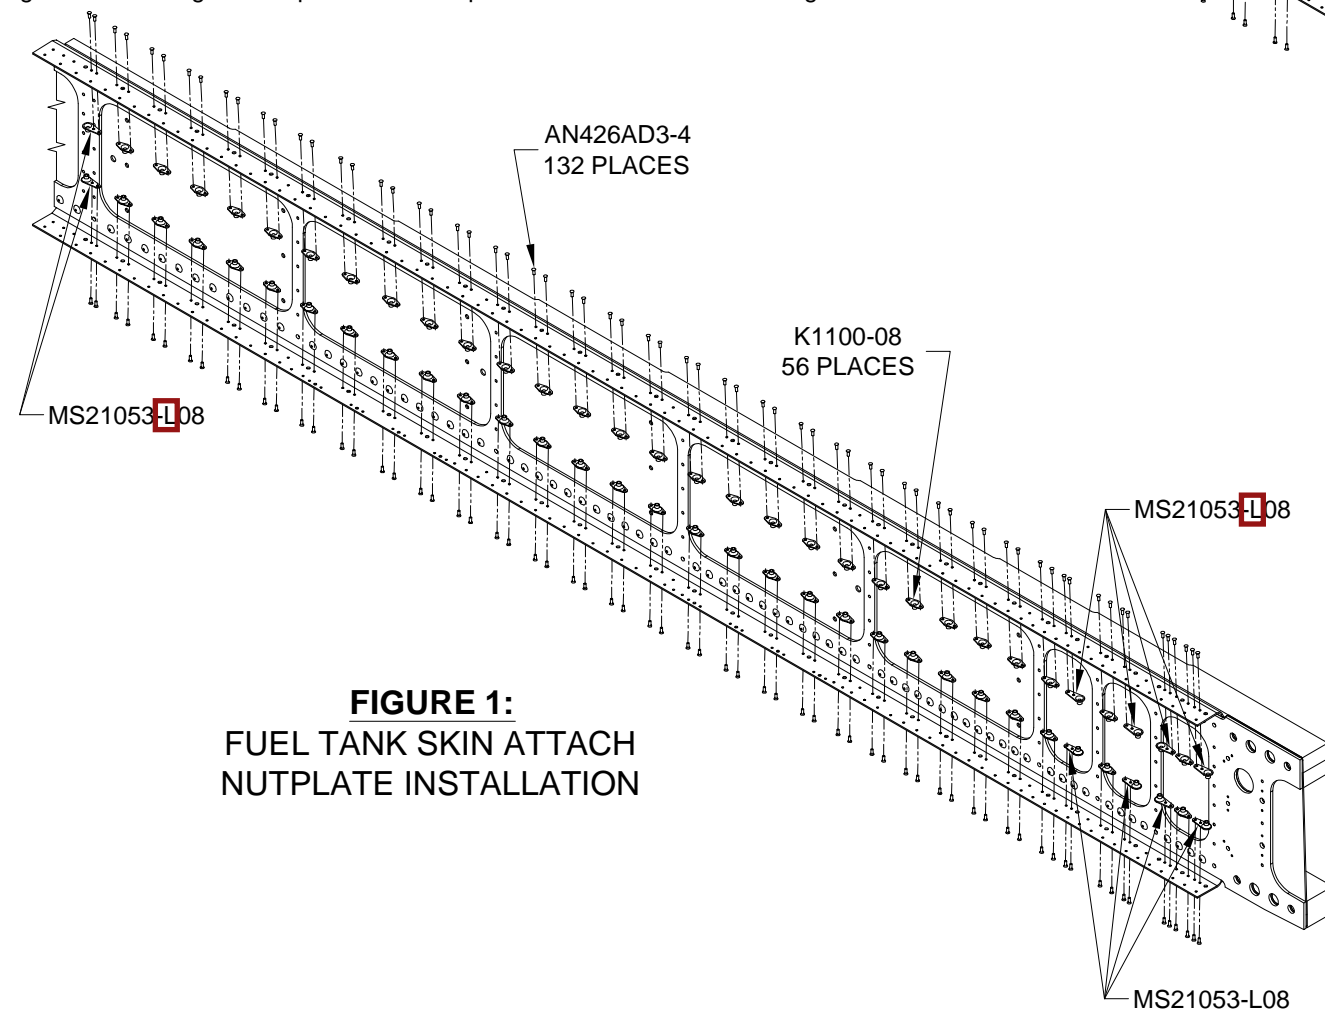 AN426AD3-4
132 PLACES
K1100-08
56 PLACES
MS21053-L08
MS21053-L08
FIGURE 1:
FUEL TANK SKIN ATTACH
NUTPLATE INSTALLATION
MS21053-L08